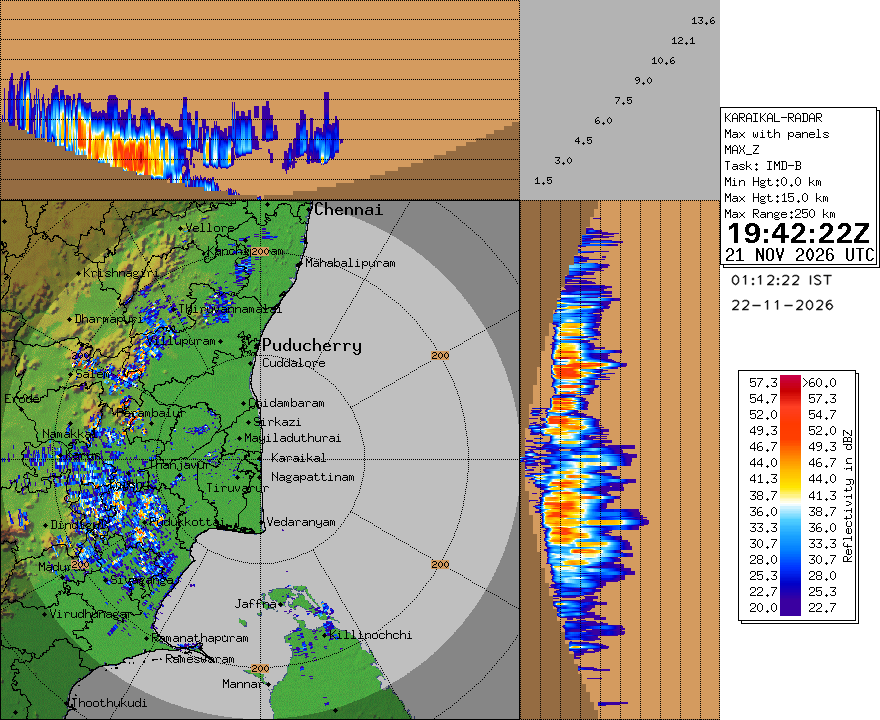 13.6
12.1
10.6
9.0
7.5
6.0
4.5
3.0
1.5
KARAIKAL-RADAR
Max with panels
MAX_Z
Task: IMD-B
Min Hgt:0.0 km
Max Hgt:15.0 km
Max Range:250 km
19:42:22Z
21 NOV 2026 UTC
01:12:22 IST
22-11-2026
Chennai
Vellore
200
Mahabalipuram
Krishnagiri
Thiruvannamalai
Dharmapuri
Villupuram
Puducherry
200
Cuddalore
Salem
Erode
Chidambaram
Perambalur
Sirkazi
Namakkal
Mayiladuthurai
Karaikal
Thanjavur
Nagapattinam
Tiruvarur
Pudukkottai
Vedaranyam
200
200
Jaffna
Virudhunagar
Killinochchi
Ramanathapuram
Rameswaram
200
Mannar
Thoothukudi
57.3 >60.0
54.7 57.3
52.0 54.7
49.3 52.0
46.7 49.3
44.0 46.7
41.3 44.0
38.7 41.3
36.0 38.7
33.3 36.0
30.7 33.3
28.0 30.7
25.3 28.0
22.7 25.3
20.0 22.7
Reflectivity in dBZ